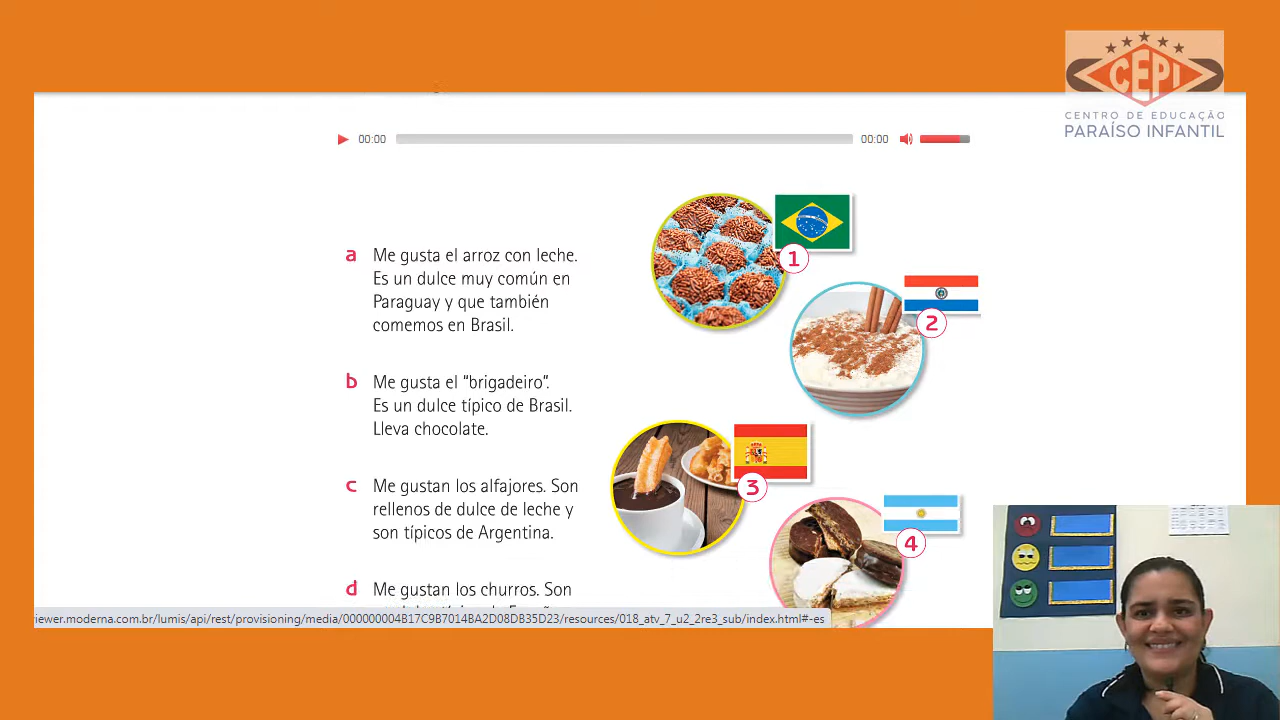 CEPI
CENTRO DE EDUCAÇÃO
PARAÍSO INFANTIL
00:00
00:00
a Me gusta el arroz con leche.
Es un dulce muy común en
Paraguay y que también
comemos en Brasil.
b Me gusta el “brigadeiro”.
Es un dulce típico de Brasil.
Lleva chocolate.
c Me gustan los alfajores. Son
rellenos de dulce de leche y
son típicos de Argentina.
d Me gustan los churros. Son
1
2
3
4
iewer.moderna.com.br/lumis/api/rest/provisioning/media/000000004B17C9B7014BA2D08DB35D23/resources/018_atv_7_u2_2re3_sub/index.html#-es